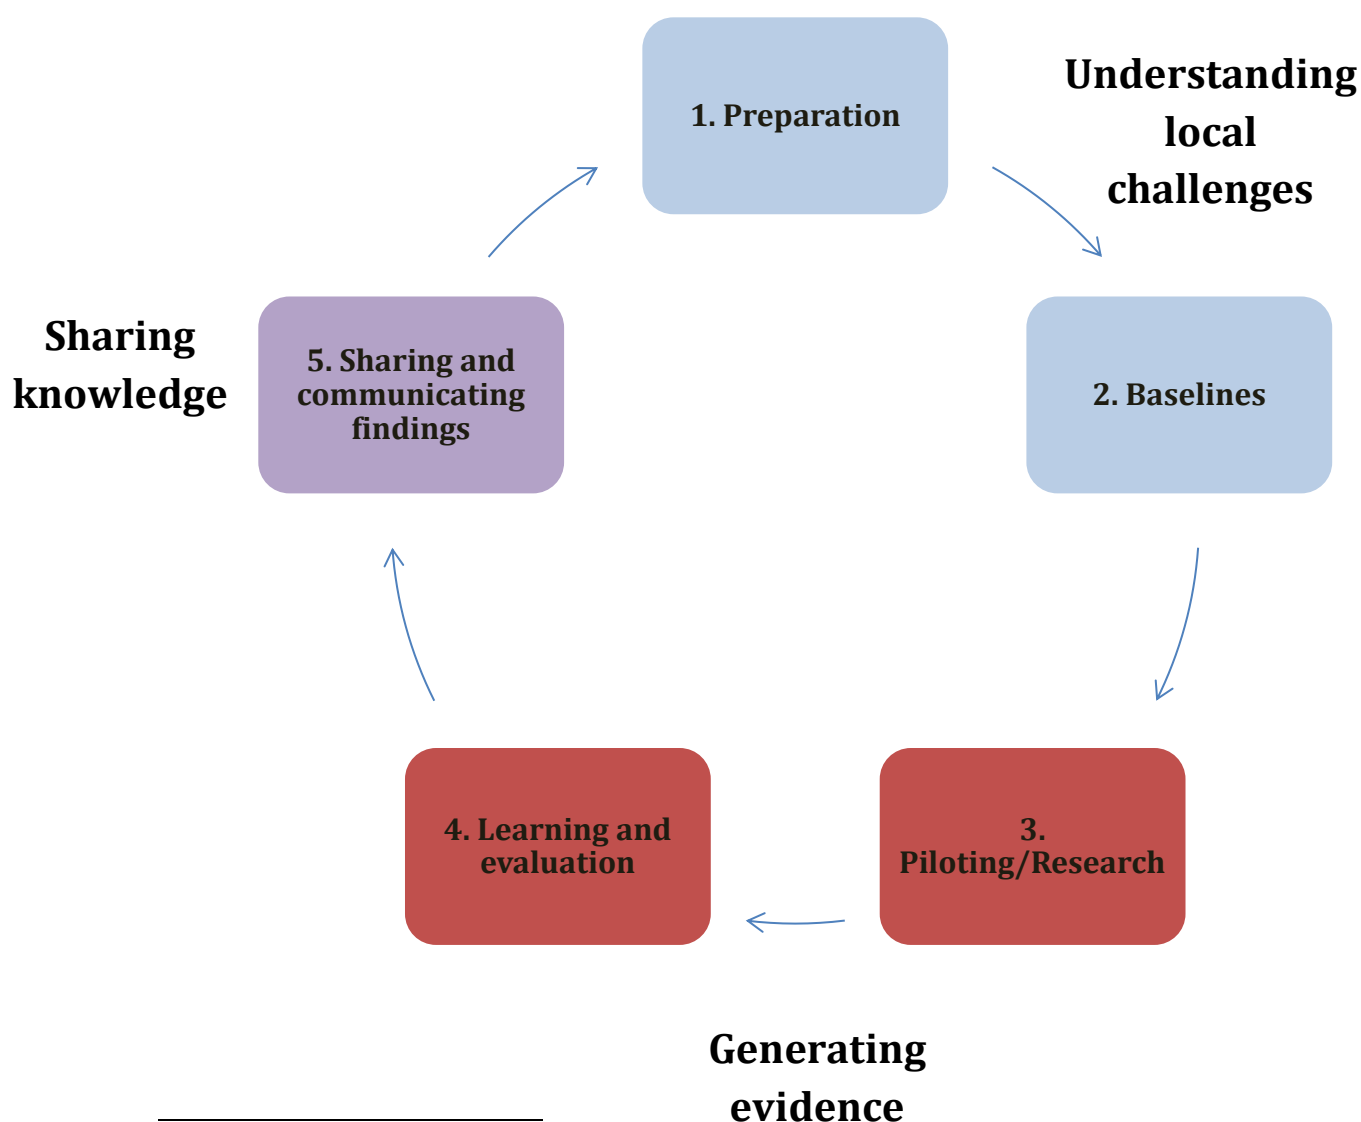 1. Preparation
Understanding
local
challenges
2. Baselines
3.
Piloting/Research
Generating
evidence
4. Learning and
evaluation
5. Sharing and
communicating
findings
Sharing
knowledge